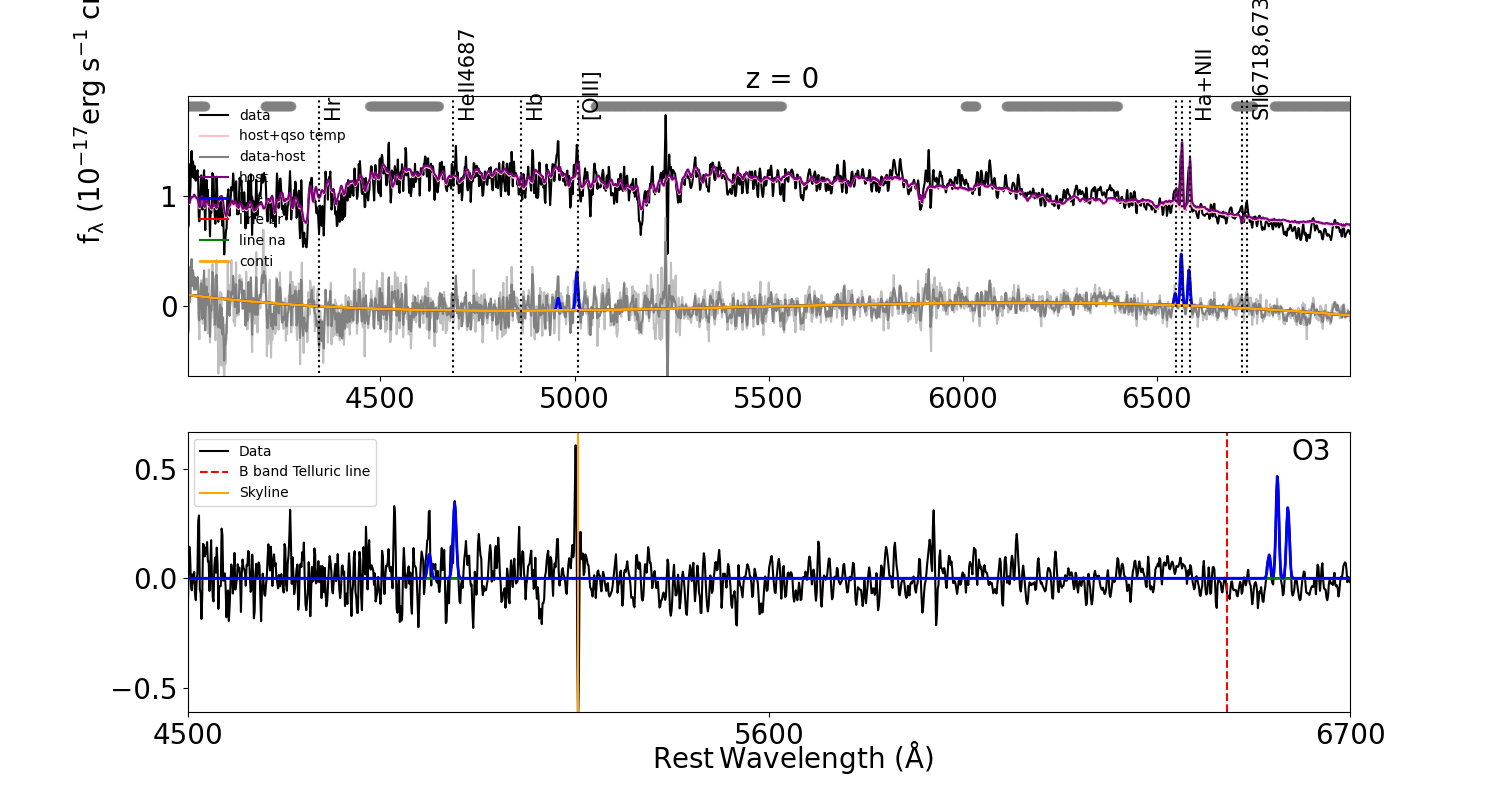 z = 0
f_λ (10⁻¹⁷erg s⁻¹ c
Hr
HeII4687
Hb
[OIII]
Ha+NII
SII6718,673
data
host+qso temp
data-host
host
line na
conti
1
0
4500
5000
5500
6000
6500
Data
B band Telluric line
Skyline
O3
0.5
0.0
−0.5
4500
5600
6700
Rest Wavelength (Å)